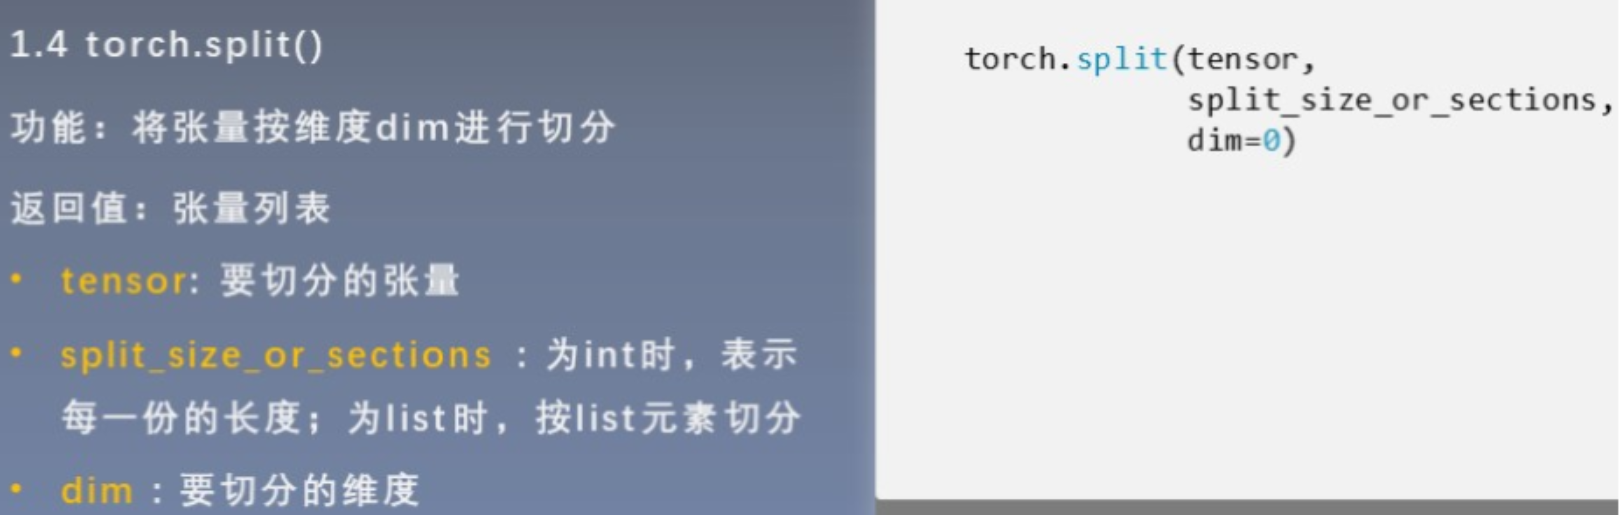 1.4 torch.split()
功能：将张量按维度dim进行切分
返回值：张量列表
• tensor: 要切分的张量
• split_size_or_sections ：为int时，表示
每一份的长度；为list时，按list元素切分
• dim：要切分的维度
torch.split(tensor,
split_size_or_sections,
dim=0)